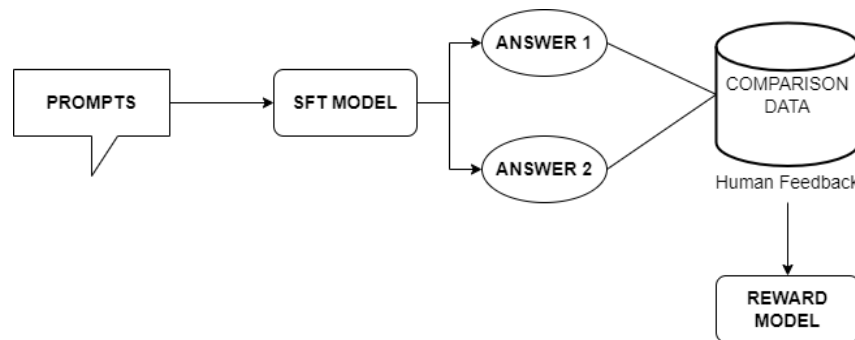 PROMPTS
SFT MODEL
ANSWER 1
ANSWER 2
COMPARISON
DATA
Human Feedback
REWARD
MODEL